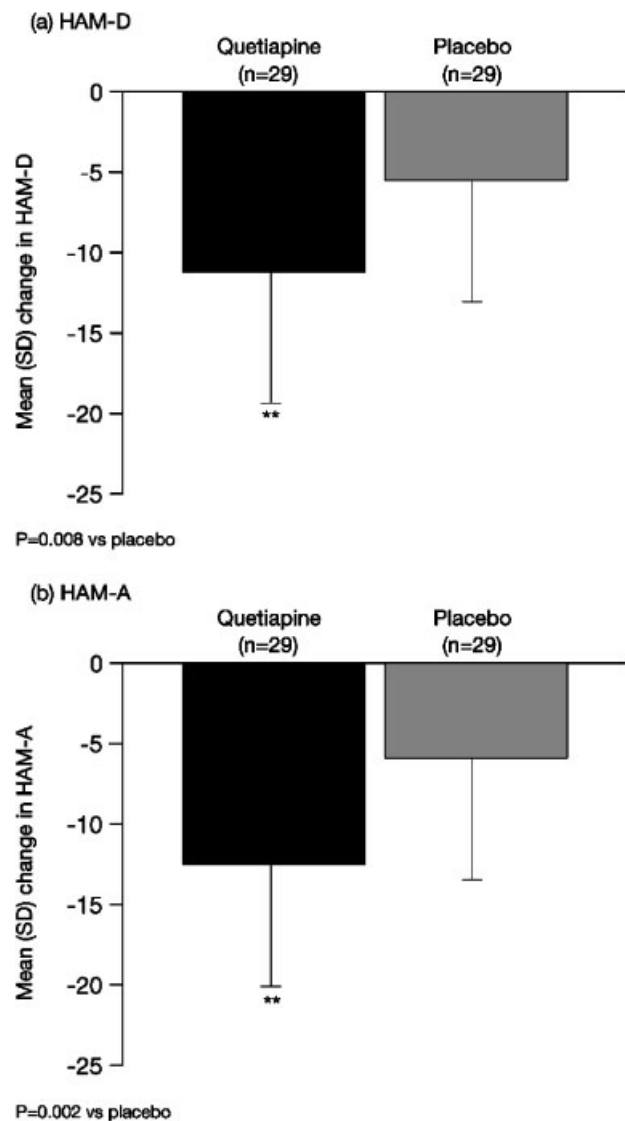 (a) HAM-D
Quetiapine Placebo
(n=29) (n=29)
0
-5
-10
-15
-20
-25
Mean (SD) change in HAM-D
**
P=0.008 vs placebo
(b) HAM-A
Quetiapine Placebo
(n=29) (n=29)
0
-5
-10
-15
-20
-25
Mean (SD) change in HAM-A
**
P=0.002 vs placebo